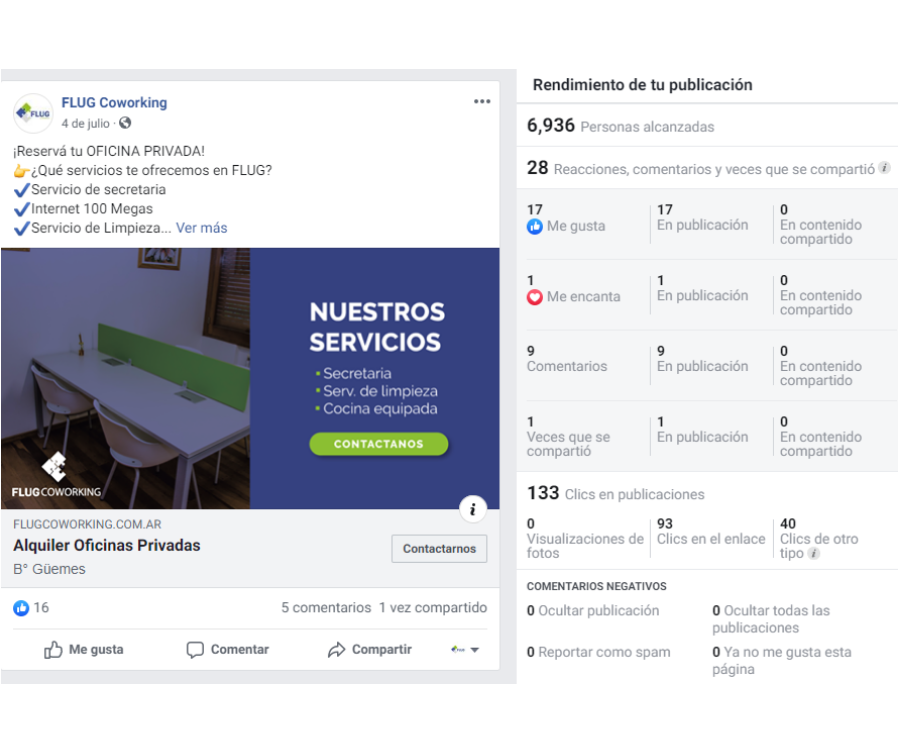 FLUG
FLUG Coworking
4 de julio ·
¡Reservá tu OFICINA PRIVADA!
👉¿Qué servicios te ofrecemos en FLUG?
✔Servicio de secretaria
✔Internet 100 Megas
✔Servicio de Limpieza... Ver más
NUESTROS
SERVICIOS
• Secretaria
• Serv. de limpieza
• Cocina equipada
CONTACTANOS
FLUGCOWORKING
i
FLUGCOWORKING.COM.AR
Alquiler Oficinas Privadas
B° Güemes
Contactarnos
16
5 comentarios 1 vez compartido
Me gusta
Comentar
Compartir
Rendimiento de tu publicación
6,936 Personas alcanzadas
28 Reacciones, comentarios y veces que se compartió i
17
Me gusta
17
En publicación
0
En contenido
compartido
1
Me encanta
1
En publicación
0
En contenido
compartido
9
Comentarios
9
En publicación
0
En contenido
compartido
1
Veces que se
compartió
1
En publicación
0
En contenido
compartido
133 Clics en publicaciones
0
Visualizaciones de
fotos
93
Clics en el enlace
40
Clics de otro
tipo i
COMENTARIOS NEGATIVOS
0 Ocultar publicación
0 Ocultar todas las
publicaciones
0 Reportar como spam
0 Ya no me gusta esta
página